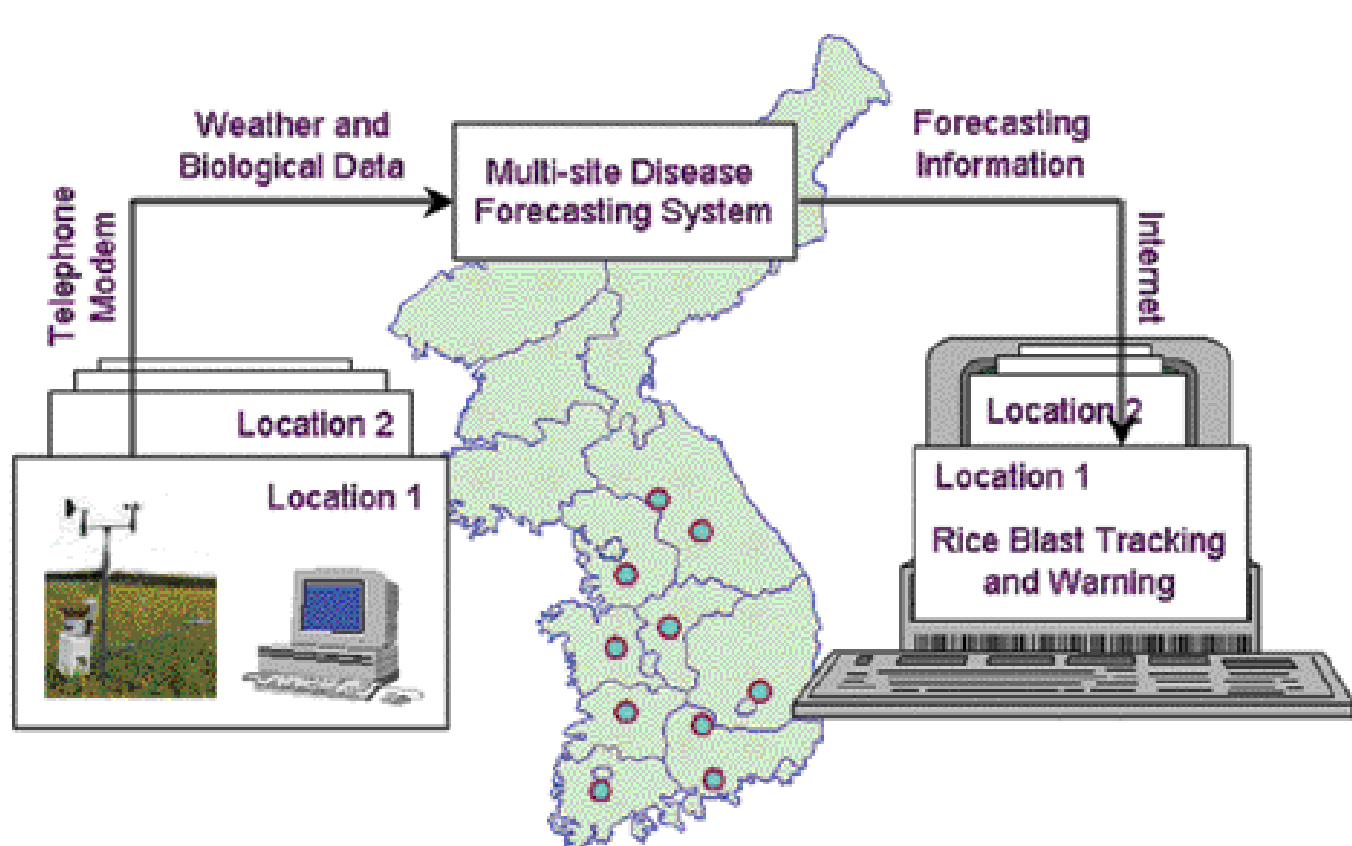 Weather and
Biological Data
Telephone
Modem
Multi-site Disease
Forecasting System
Forecasting
Information
Internet
Location 2
Location 1
Location 2
Location 1
Rice Blast Tracking
and Warning